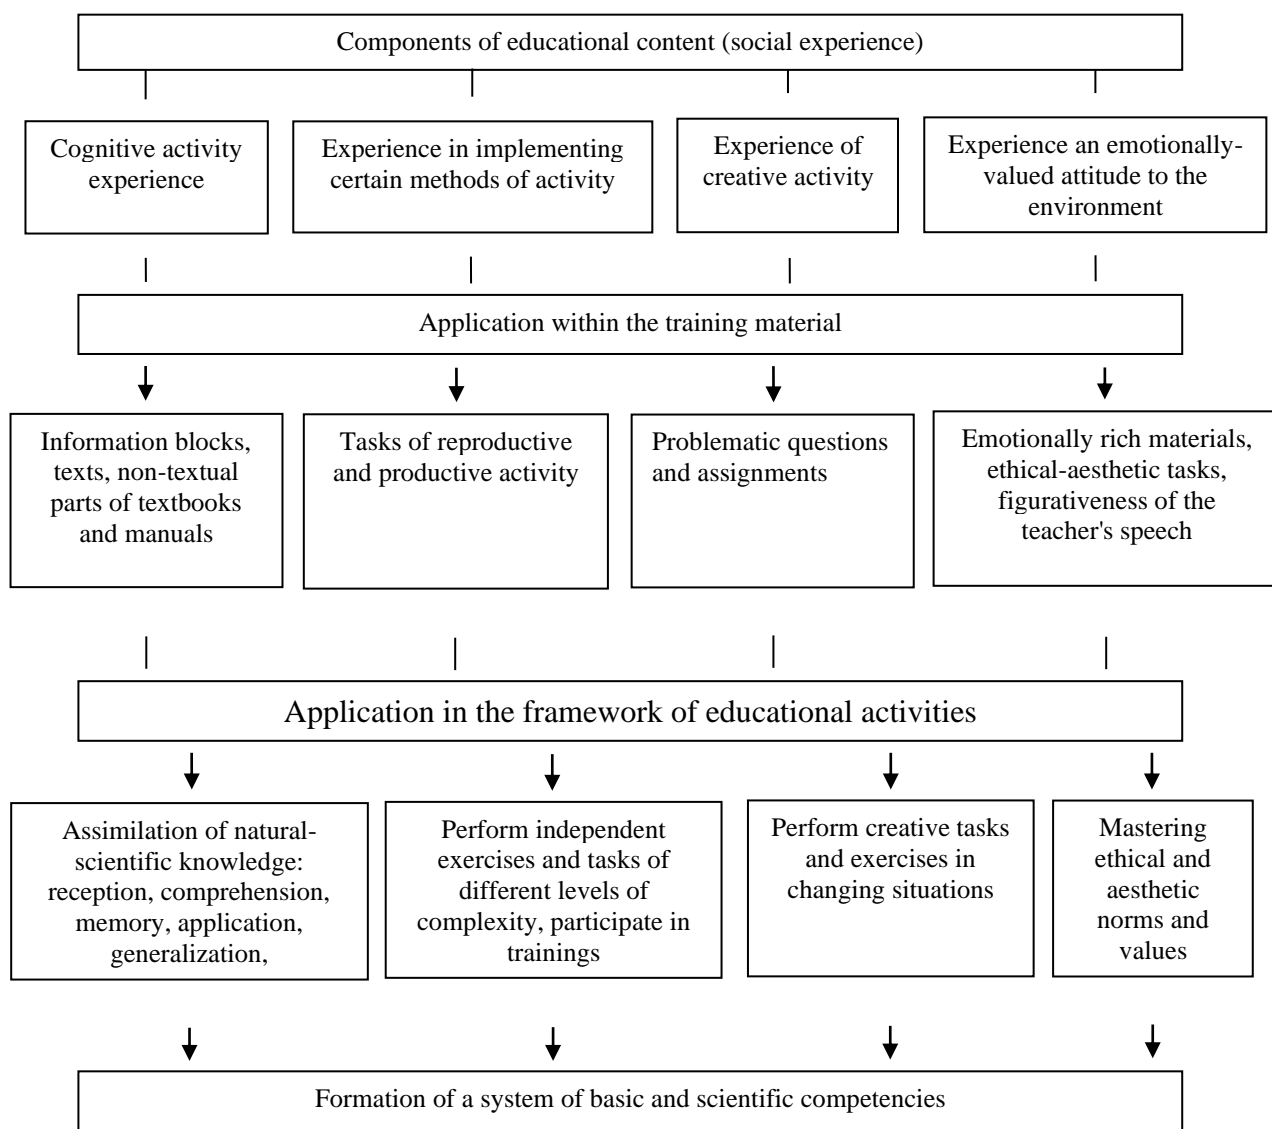 Components of educational content (social experience)
Cognitive activity
experience
Experience in implementing
certain methods of activity
Experience of
creative activity
Experience an emotionally-
valued attitude to the
environment
Application within the training material
Information blocks,
texts, non-textual
parts of textbooks
and manuals
Tasks of reproductive
and productive activity
Problematic questions
and assignments
Emotionally rich materials,
ethical-aesthetic tasks,
figurativeness of the
teacher's speech
Application in the framework of educational activities
Assimilation of natural-
scientific knowledge:
reception, comprehension,
memory, application,
generalization,
Perform independent
exercises and tasks of
different levels of
complexity, participate in
trainings
Perform creative tasks
and exercises in
changing situations
Mastering
ethical and
aesthetic
norms and
values
Formation of a system of basic and scientific competencies